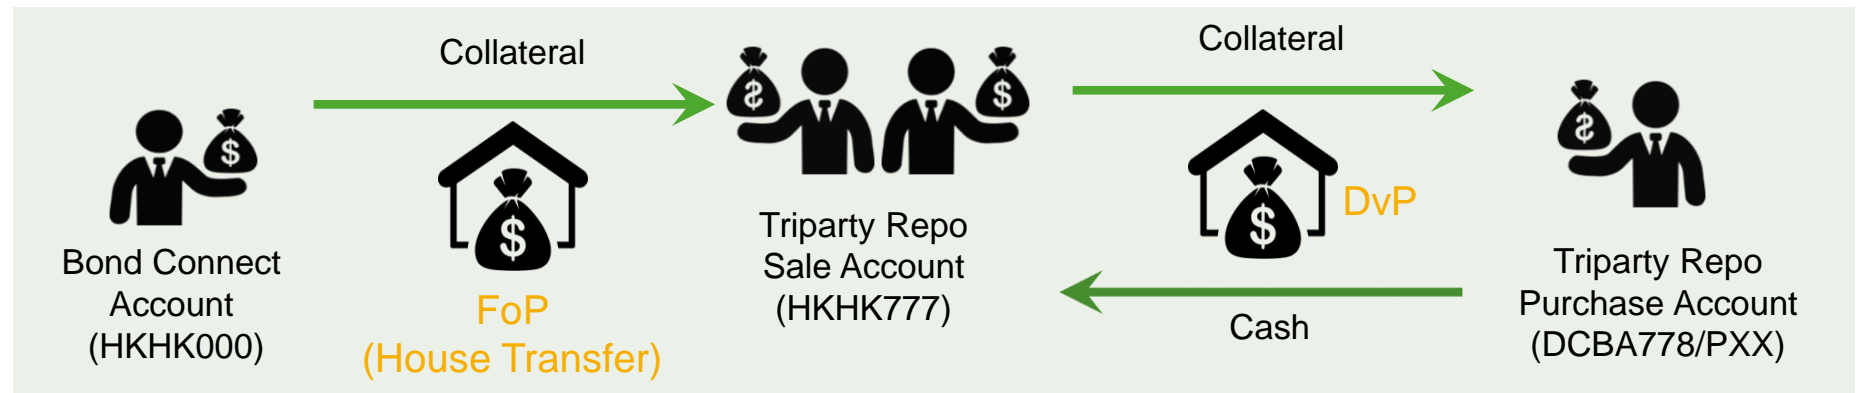 Collateral
Collateral
DvP
Bond Connect
Account
(HKHK000)
FoP
(House Transfer)
Triparty Repo
Sale Account
(HKHK777)
Cash
Triparty Repo
Purchase Account
(DCBA778/PXX)
$
$
$
$
$
$